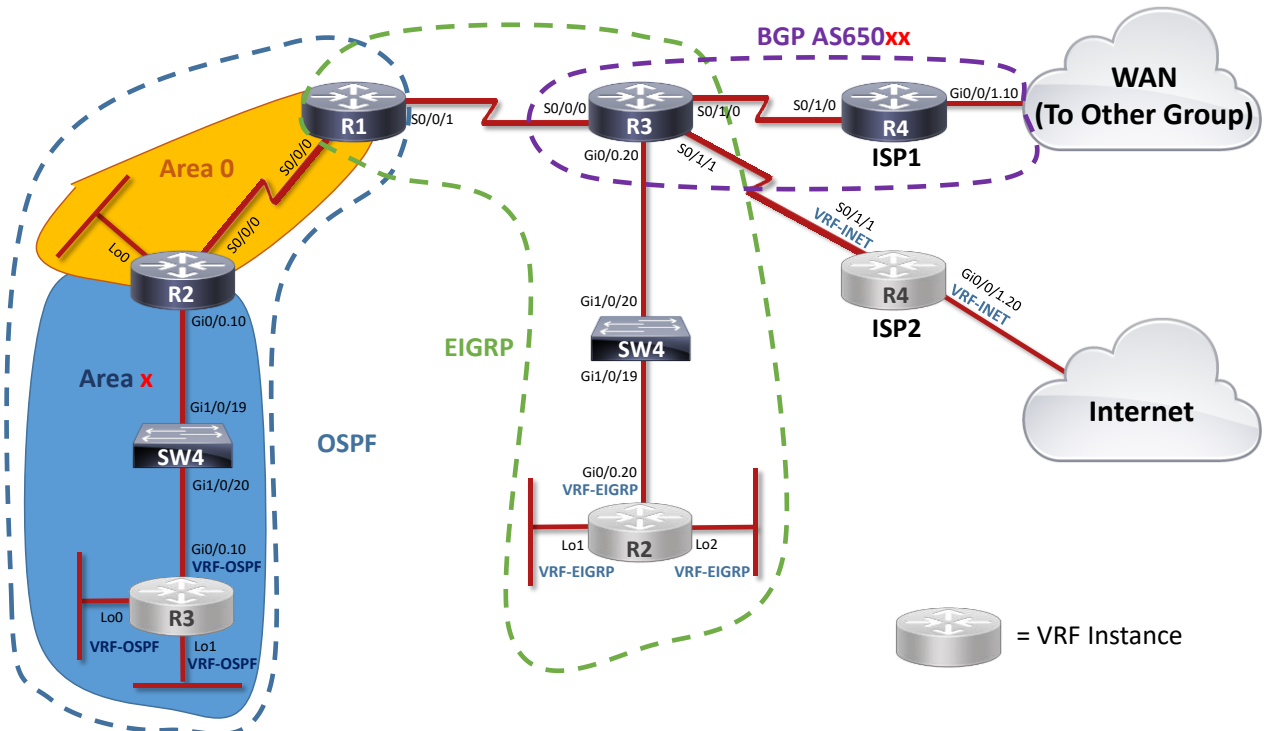 BGP AS650xx
WAN
(To Other Group)
R1
S0/0/1
S0/0/0
Area 0
S0/0/0
Lo0
R2
S0/0/0
R3
S0/1/0
S0/1/0
R4
ISP1
Gi0/0/1.10
Gi0/0.20
S0/1/1
S0/1/1
VRF-INET
R4
ISP2
Gi0/0/1.20
VRF-INET
Internet
Gi0/0.10
Area x
Gi1/0/19
SW4
Gi1/0/20
OSPF
EIGRP
Gi1/0/20
SW4
Gi1/0/19
Gi0/0.20
VRF-EIGRP
Lo1
R2
Lo2
VRF-EIGRP
VRF-EIGRP
Gi0/0.10
VRF-OSPF
Lo0
R3
VRF-OSPF
Lo1
VRF-OSPF
= VRF Instance